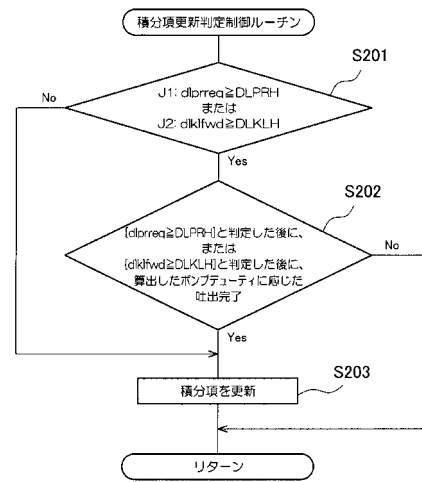 積分項更新判定制御ルーチン
S201
J1: dlprreq≧DLPRH
または
J2: dlklfwd≧DLKLH
No
Yes
S202
[dlprreq≧DLPRH]と判定した後に、
または
[dlklfwd≧DLKLH]と判定した後に、
算出したポンプデューティに応じた
吐出完了
No
Yes
S203
積分項を更新
リターン